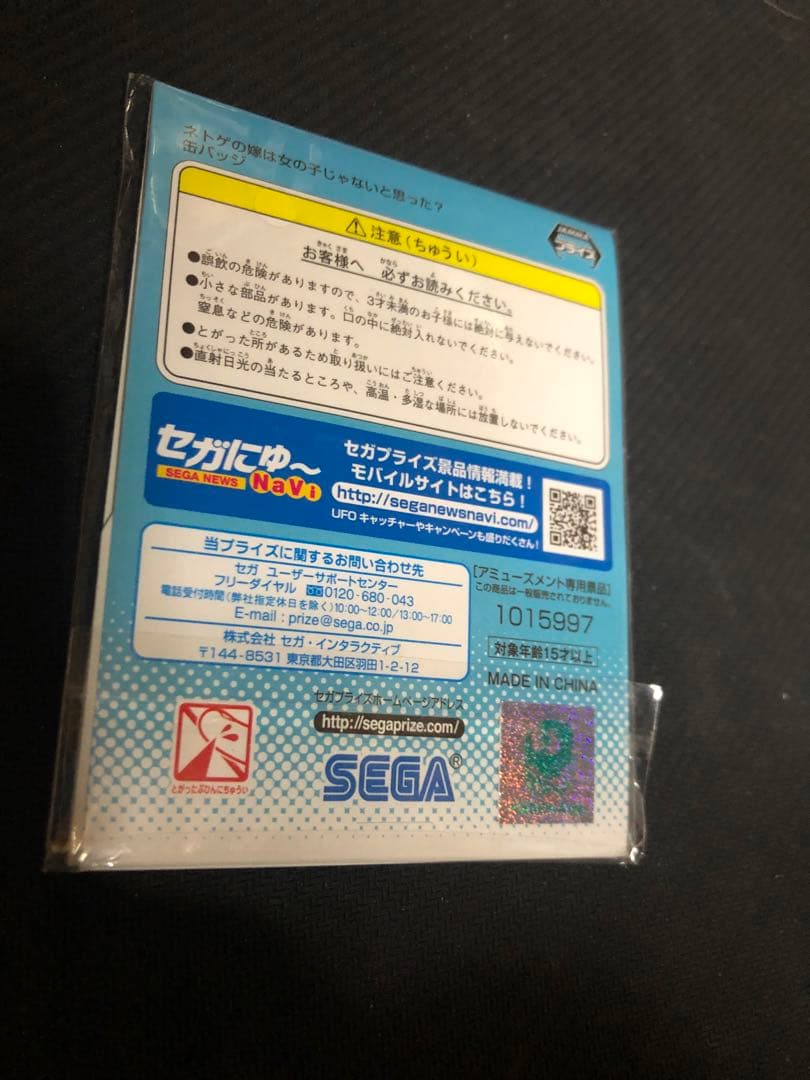 ネトゲの嫁は女の子じゃないと思った?
缶バッジ
JAMMA
プライズ
⚠注意(ちゅうい)
お客様へ 必ずお読みください。
●誤飲の危険がありますので、3才未満のお子様には絶対に与えないでください。
●小さな部品があります。口の中に絶対入れないでください。
窒息などの危険があります。
●とがった所があるため取り扱いにはご注意ください。
●直射日光の当たるところや、高温・多湿な場所には放置しないでください。
セガにゅ〜
SEGA NEWS NaVi
セガプライズ景品情報満載!
モバイルサイトはこちら!
http://seganewsnavi.com/
UFOキャッチャーやキャンペーンも盛りだくさん!
当プライズに関するお問い合わせ先
セガ ユーザーサポートセンター
フリーダイヤル 0120-680-043
電話受付時間(弊社指定休日を除く)10:00~12:00/13:00~17:00
E-mail : prize@sega.co.jp
株式会社 セガ・インタラクティブ
〒144-8531 東京都大田区羽田1-2-12
[アミューズメント専用景品]
この商品は一般販売されておりません。
1015997
対象年齢15才以上
MADE IN CHINA
セガプライズホームページアドレス
http://segaprize.com/
とがったぶひんにちゅうい
SEGA®